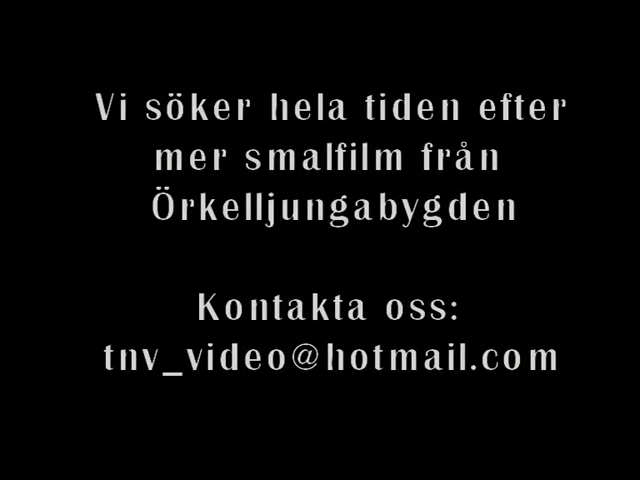 Vi söker hela tiden efter
mer smalfilm från
Örkelljungabygden
Kontakta oss:
tnv_video@hotmail.com